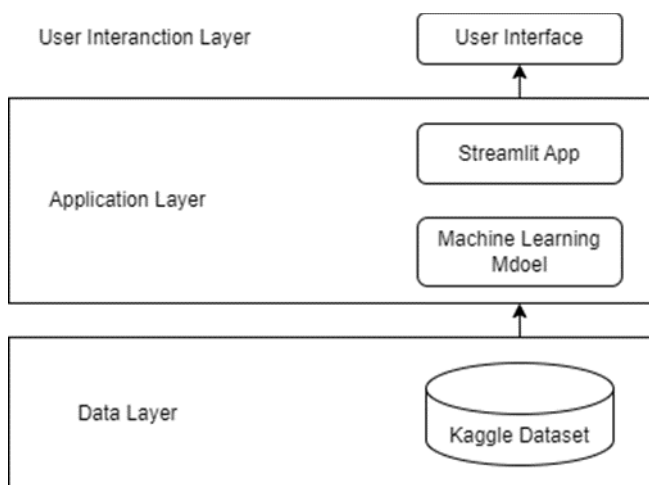 User Interanction Layer
User Interface
Streamlit App
Application Layer
Machine Learning
Mdoel
Data Layer
Kaggle Dataset